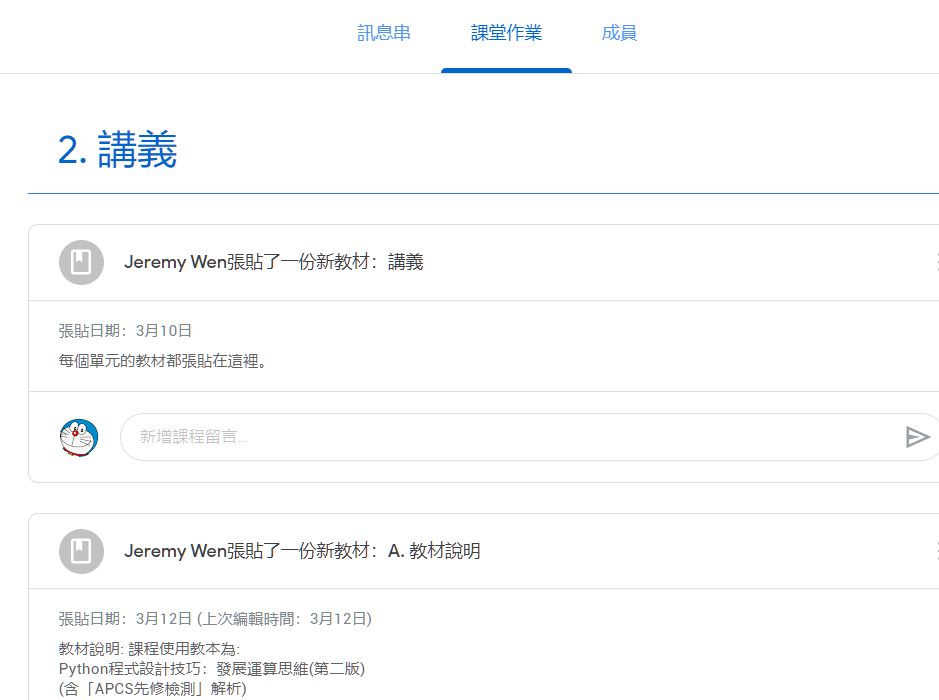 訊息串 課堂作業 成員
2. 講義
Jeremy Wen張貼了一份新教材：講義
張貼日期：3月10日
每個單元的教材都張貼在這裡。
新增課程留言…
Jeremy Wen張貼了一份新教材：A. 教材說明
張貼日期：3月12日 (上次編輯時間：3月12日)
教材說明: 課程使用教本為:
Python程式設計技巧：發展運算思維(第二版)
(含「APCS先修檢測」解析)